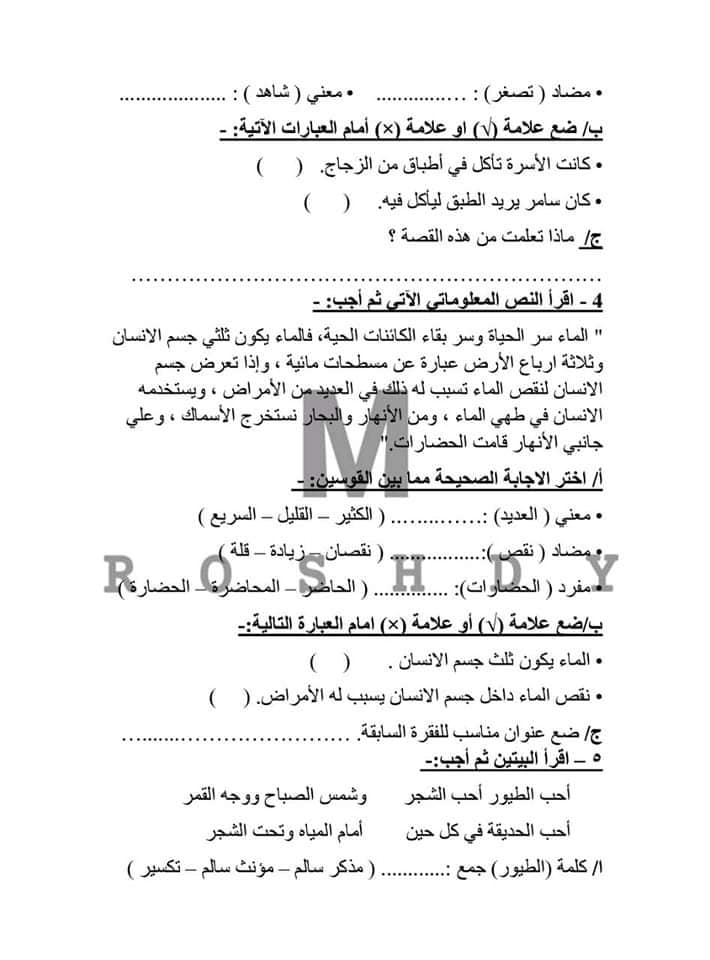 • مضاد ( تصغر) : ................ • معني ( شاهد ) : ....................
ب/ ضع علامة (√) او علامة (×) أمام العبارات الآتية: -
• كانت الأسرة تأكل في أطباق من الزجاج. ( )
• كان سامر يريد الطبق ليأكل فيه. ( )
ج/ ماذا تعلمت من هذه القصة ؟
................................................................
4 - اقرأ النص المعلوماتي الآتي ثم أجب: -
" الماء سر الحياة وسر بقاء الكائنات الحية، فالماء يكون ثلثي جسم الانسان
وثلاثة ارباع الأرض عبارة عن مسطحات مائية ، وإذا تعرض جسم
الانسان لنقص الماء تسبب له ذلك في العديد من الأمراض ، ويستخدمه
الانسان في طهي الماء ، ومن الأنهار والبحار نستخرج الأسماك ، وعلي
جانبي الأنهار قامت الحضارات."
M
أ/ اختر الاجابة الصحيحة مما بين القوسين: -
• معني ( العديد) :............... ( الكثير – القليل – السريع )
• مضاد ( نقص ):................. ( نقصان – زيادة – قلة )
ROSHDY
• مفرد ( الحضارات): .............. ( الحاضر – المحاضرة – الحضارة )
ب/ضع علامة (√) أو علامة (×) امام العبارة التالية:-
• الماء يكون ثلث جسم الانسان . ( )
• نقص الماء داخل جسم الانسان يسبب له الأمراض. ( )
ج/ ضع عنوان مناسب للفقرة السابقة. ................................
٥ – اقرأ البيتين ثم أجب:-
أحب الطيور أحب الشجر وشمس الصباح ووجه القمر
أحب الحديقة في كل حين أمام المياه وتحت الشجر
ا/ كلمة (الطيور) جمع :............ ( مذكر سالم – مؤنث سالم – تكسير )